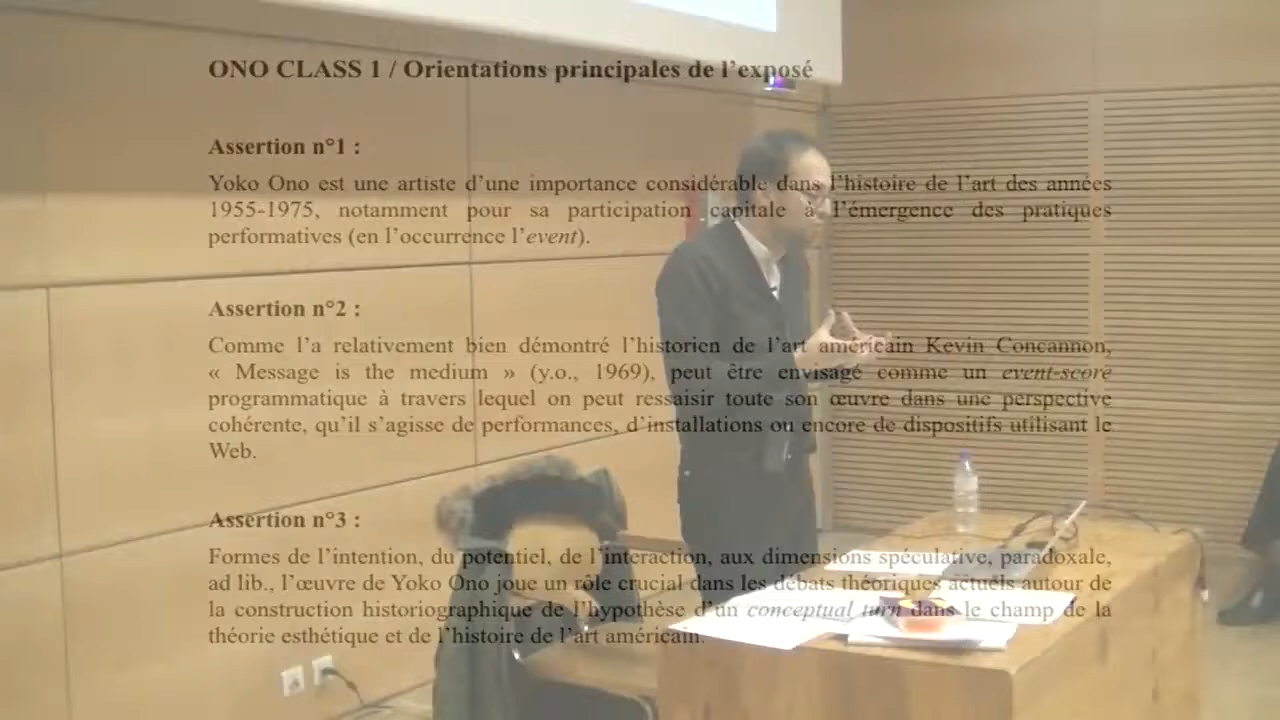 ONO CLASS 1 / Orientations principales de l’exposé
Assertion n°1 :
Yoko Ono est une artiste d’une importance considérable dans l’histoire de l’art des années
1955-1975, notamment pour sa participation capitale à l’émergence des pratiques
performatives (en l’occurrence l’event).
Assertion n°2 :
Comme l’a relativement bien démontré l’historien de l’art américain Kevin Concannon,
« Message is the medium » (y.o., 1969), peut être envisagé comme un event-score
programmatique à travers lequel on peut ressaisir toute son œuvre dans une perspective
cohérente, qu’il s’agisse de performances, d’installations ou encore de dispositifs utilisant le
Web.
Assertion n°3 :
Formes de l’intention, du potentiel, de l’interaction, aux dimensions spéculative, paradoxale,
ad lib., l’œuvre de Yoko Ono joue un rôle crucial dans les débats théoriques actuels autour de
la construction historiographique de l’hypothèse d’un conceptual turn dans le champ de la
théorie esthétique et de l’histoire de l’art américain.